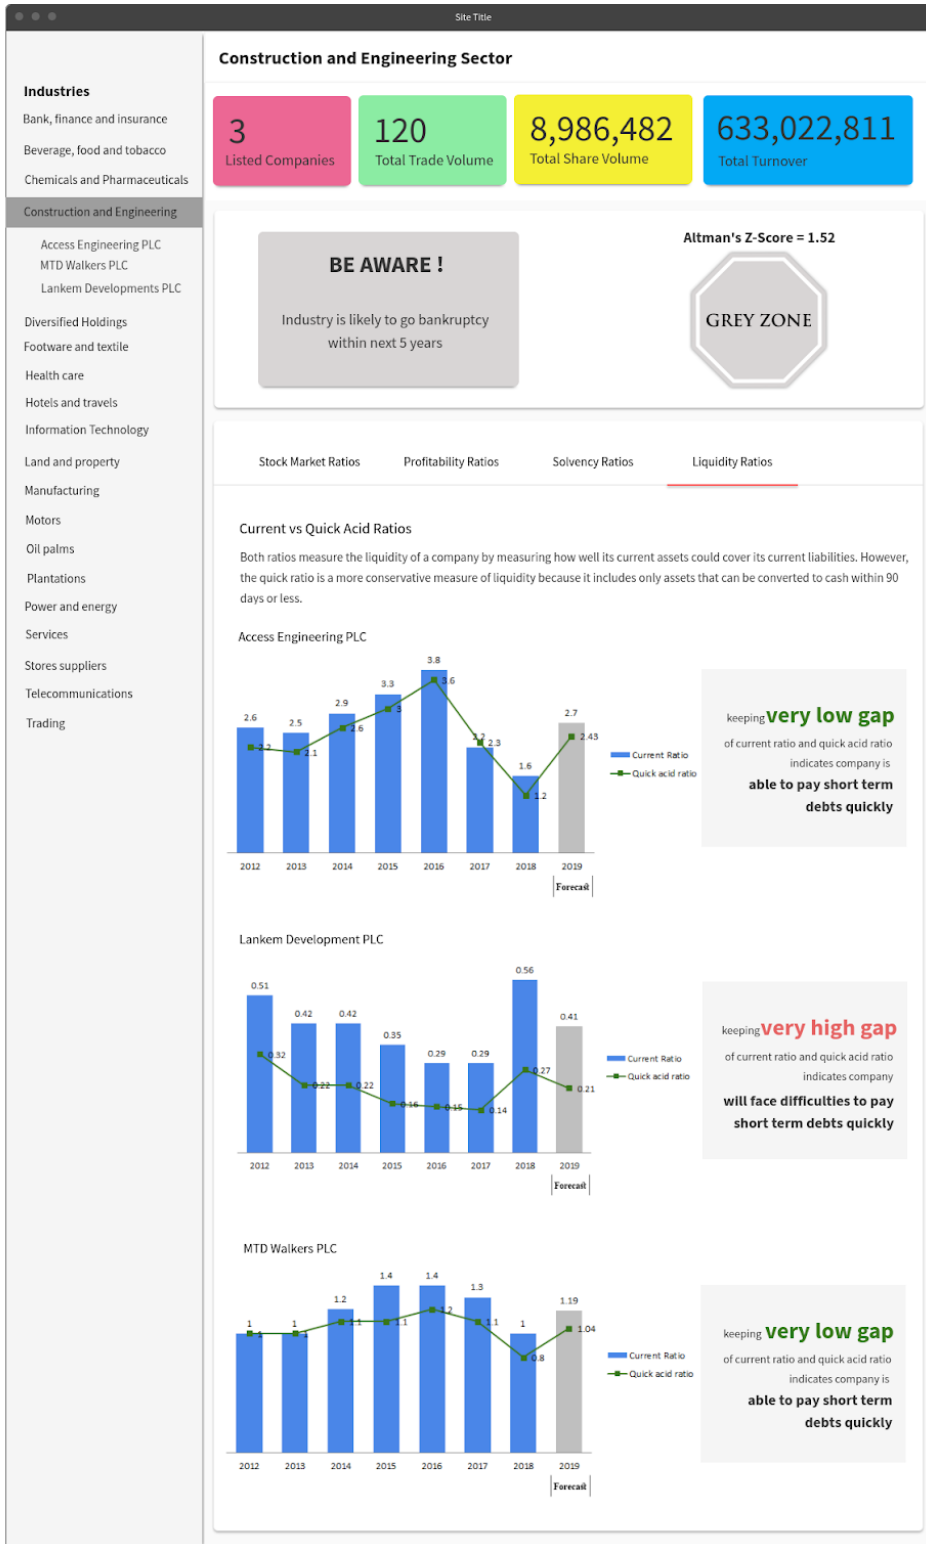 Site Title
Industries
Bank, finance and insurance
Beverage, food and tobacco
Chemicals and Pharmaceuticals
Construction and Engineering
Access Engineering PLC
MTD Walkers PLC
Lankem Developments PLC
Diversified Holdings
Footware and textile
Health care
Hotels and travels
Information Technology
Land and property
Manufacturing
Motors
Oil palms
Plantations
Power and energy
Services
Stores suppliers
Telecommunications
Trading
Construction and Engineering Sector
3
Listed Companies
120
Total Trade Volume
8,986,482
Total Share Volume
633,022,811
Total Turnover
BE AWARE !
Industry is likely to go bankruptcy
within next 5 years
Altman's Z-Score = 1.52
GREY ZONE
Stock Market Ratios Profitability Ratios Solvency Ratios Liquidity Ratios
Current vs Quick Acid Ratios
Both ratios measure the liquidity of a company by measuring how well its current assets could cover its current liabilities. However,
the quick ratio is a more conservative measure of liquidity because it includes only assets that can be converted to cash within 90
days or less.
Access Engineering PLC
2.6 2.5 2.9 3.3 3.8 2.2 1.6 2.7
2.2 2.1 2.6 3 3.6 2.3 1.2 2.43
2012 2013 2014 2015 2016 2017 2018 2019
Forecast
Current Ratio
Quick acid ratio
keeping very low gap
of current ratio and quick acid ratio
indicates company is
able to pay short term
debts quickly
Lankem Development PLC
0.51 0.42 0.42 0.35 0.29 0.29 0.56 0.41
0.32 0.22 0.22 0.16 0.15 0.14 0.27 0.21
2012 2013 2014 2015 2016 2017 2018 2019
Forecast
Current Ratio
Quick acid ratio
keeping very high gap
of current ratio and quick acid ratio
indicates company
will face difficulties to pay
short term debts quickly
MTD Walkers PLC
1 1 1.2 1.4 1.4 1.3 1 1.19
1 1 1.1 1.1 1.2 1.1 0.8 1.04
2012 2013 2014 2015 2016 2017 2018 2019
Forecast
Current Ratio
Quick acid ratio
keeping very low gap
of current ratio and quick acid ratio
indicates company is
able to pay short term
debts quickly